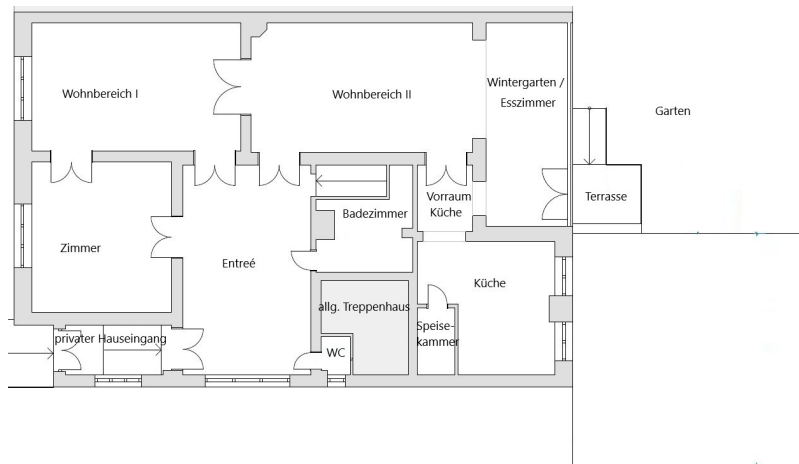 Wohnbereich I
Wohnbereich II
Wintergarten /
Esszimmer
Garten
Zimmer
Entreé
Badezimmer
Vorraum
Küche
Terrasse
Küche
allg. Treppenhaus
privater Hauseingang
Speise-
kammer
WC